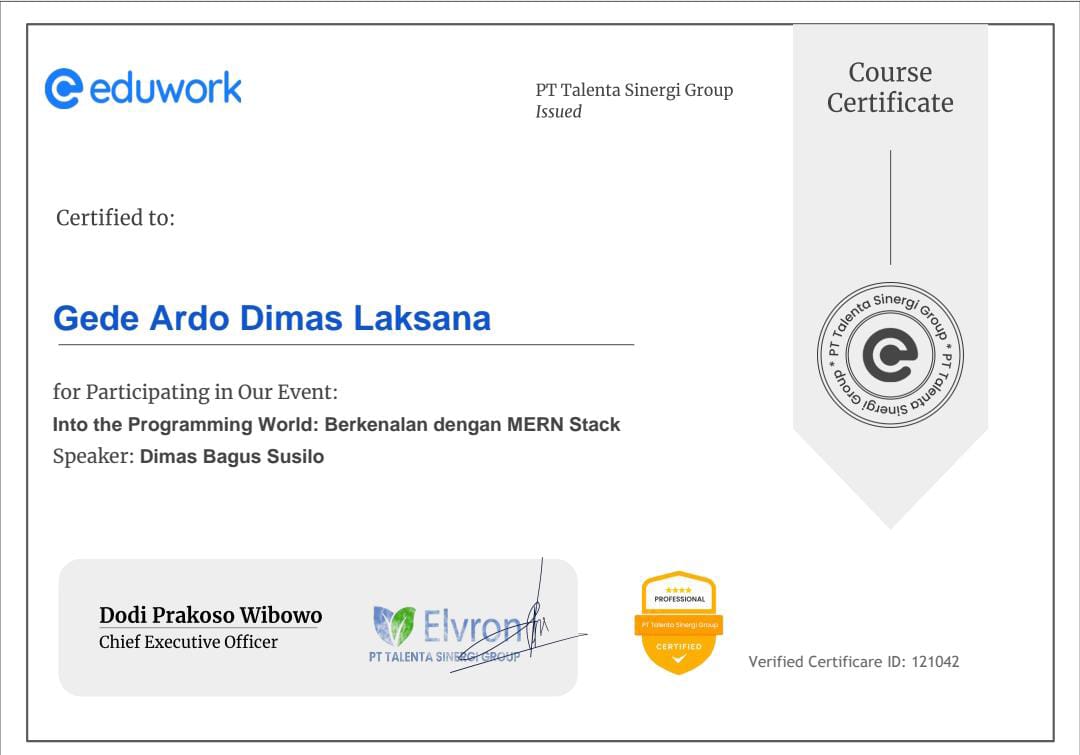 eduwork
PT Talenta Sinergi Group
Issued
Course
Certificate
Certified to:
Gede Ardo Dimas Laksana
PT Talenta Sinergi Group * PT Talenta Sinergi Group *
for Participating in Our Event:
Into the Programming World: Berkenalan dengan MERN Stack
Speaker: Dimas Bagus Susilo
Dodi Prakoso Wibowo
Chief Executive Officer
Elvron
PT TALENTA SINERGI GROUP
PROFESSIONAL
PT Talenta Sinergi Group
CERTIFIED
Verified Certificare ID: 121042